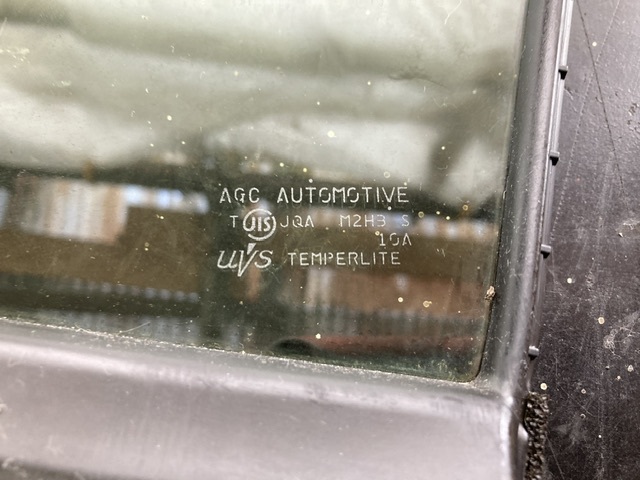 AGC AUTOMOTIVE
T JIS JQA M2H3 S
10A
UVS TEMPERLITE